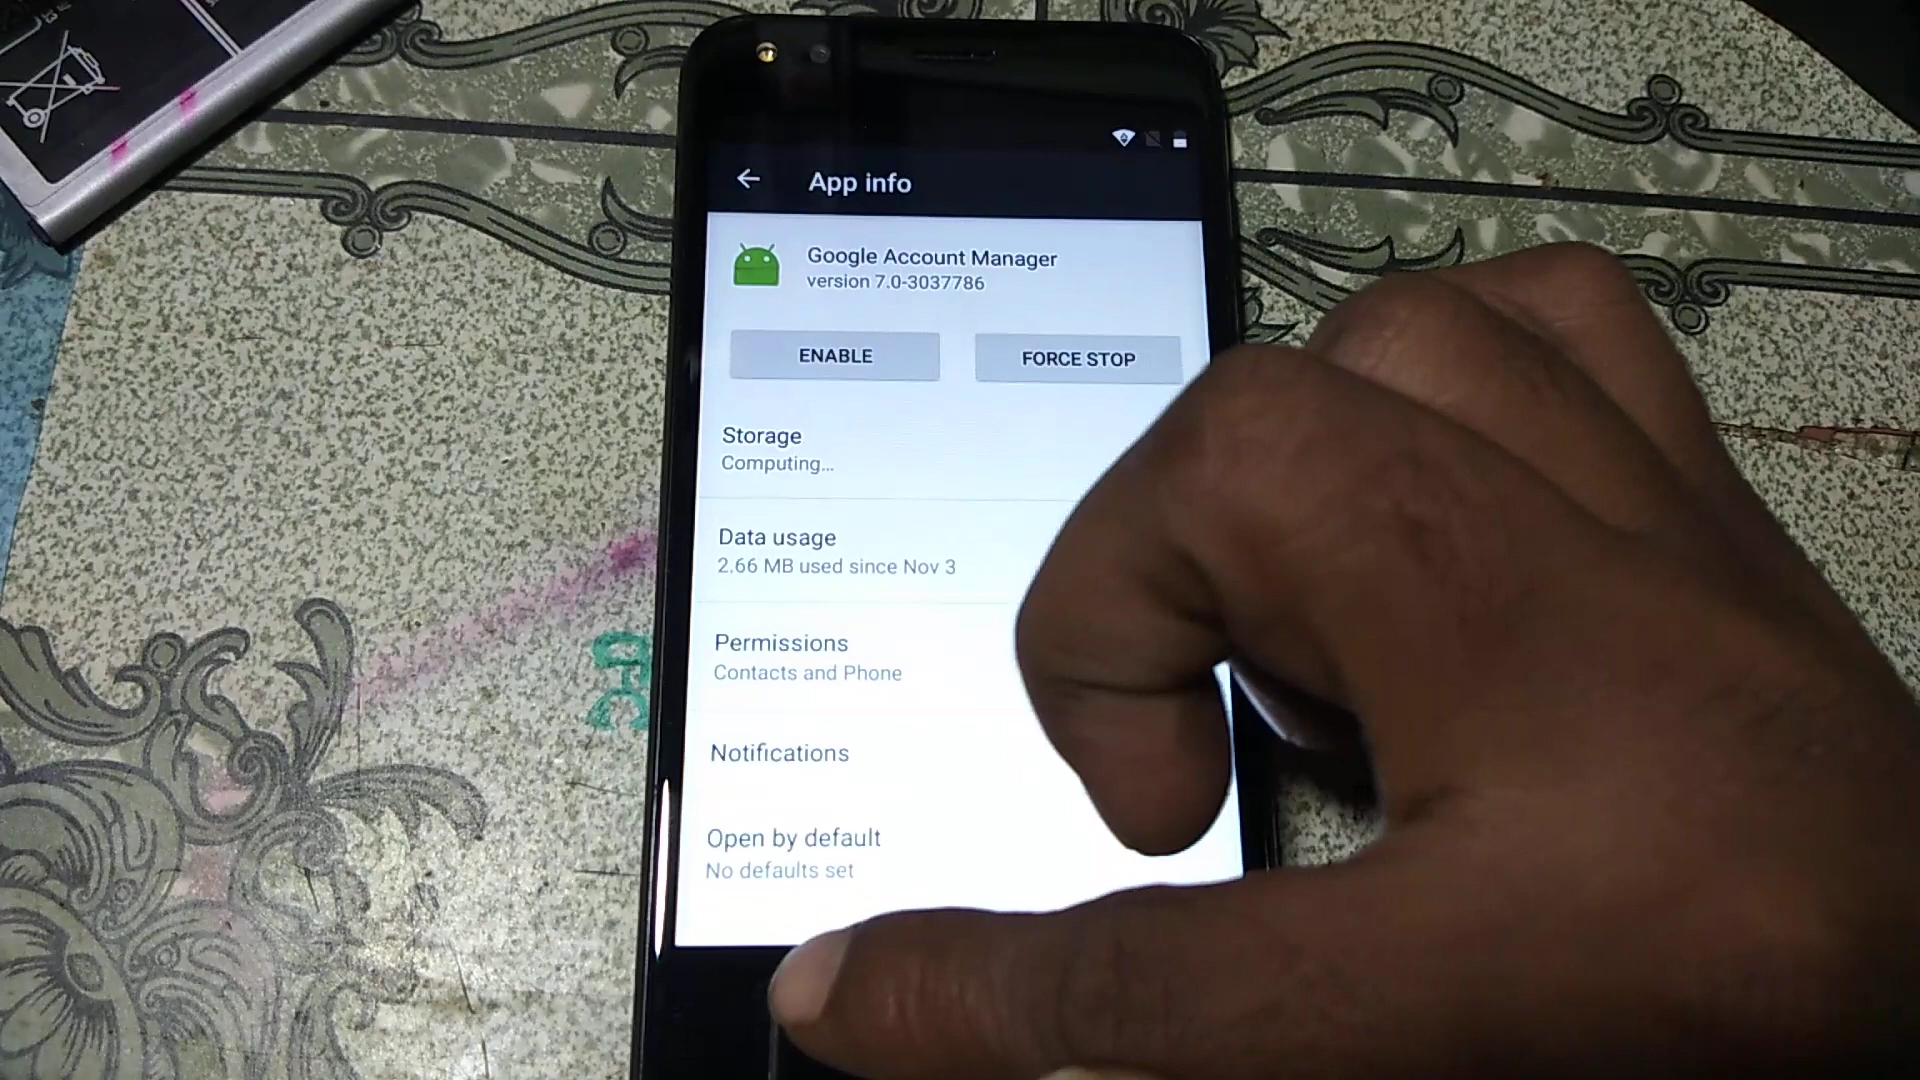 App info
Google Account Manager
version 7.0-3037786
ENABLE
FORCE STOP
Storage
Computing...
Data usage
2.66 MB used since Nov 3
Permissions
Contacts and Phone
Notifications
Open by default
No defaults set